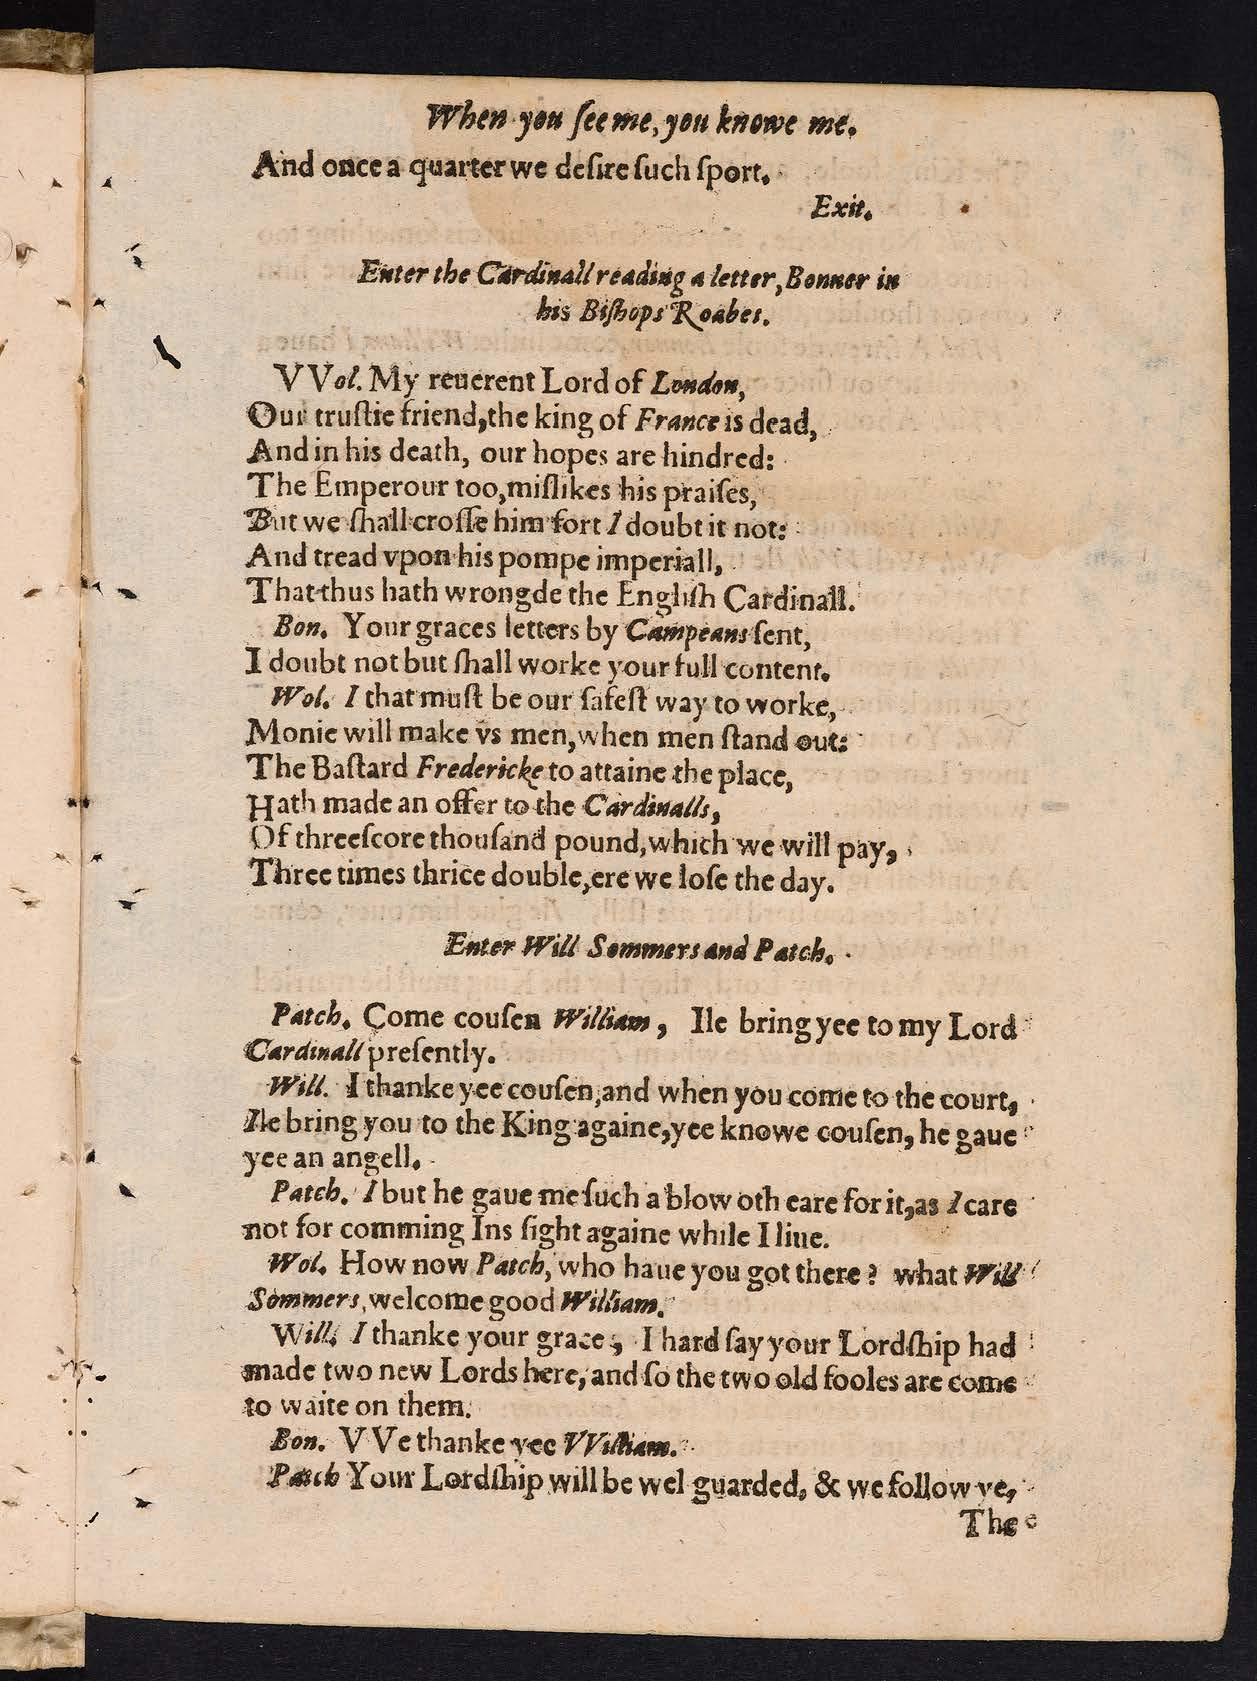 When you ſee me, you knowe me.
And once a quarter we deſire ſuch ſport.
Exit.
Enter the Cardinall reading a letter, Bonner in
his Biſhops Roabes.
VVol. My reuerent Lord of London,
Our truſtie friend, the king of France is dead,
And in his death, our hopes are hindred:
The Emperour too, miſlikes his praiſes,
But we ſhall croſſe him fort I doubt it not:
And tread vpon his pompe imperiall,
That thus hath wrongde the Engliſh Cardinall.
Bon. Your graces letters by Campeans ſent,
I doubt not but ſhall worke your full content.
Wol. I that muſt be our ſafeſt way to worke,
Monie will make vs men, when men ſtand out:
The Baſtard Fredericke to attaine the place,
Hath made an offer to the Cardinalls,
Of threeſcore thouſand pound, which we will pay,
Three times thrice double, ere we loſe the day.
Enter Will Sommers and Patch.
Patch. Come couſen William, Ile bring yee to my Lord
Cardinall preſently.
Will. I thanke yee couſen, and when you come to the court,
Ile bring you to the King againe, yee knowe couſen, he gaue
yee an angell.
Patch. I but he gaue me ſuch a blow oth eare for it, as I care
not for comming Ins ſight againe while I liue.
Wol. How now Patch, who haue you got there? what Will
Sommers, welcome good William.
Will. I thanke your grace, I hard ſay your Lordſhip had
made two new Lords here, and ſo the two old fooles are come
to waite on them.
Bon. VVe thanke yee VVilliam.
Patch Your Lordſhip will be wel guarded, & we follow ye,
The